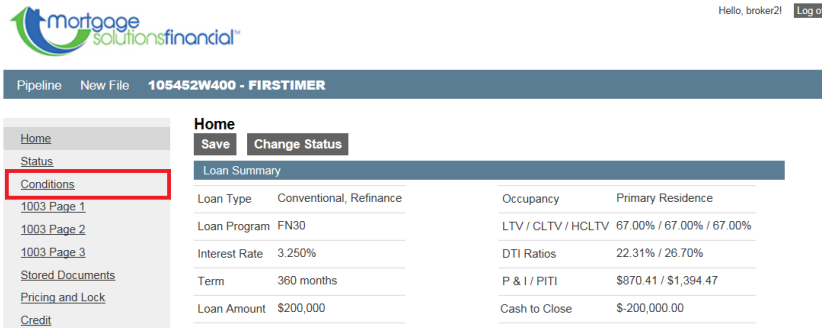 mortgage
solutionsfinancial™
Hello, broker2!
Pipeline New File 105452W400 - FIRSTIMER
Home
Status
Conditions
1003 Page 1
1003 Page 2
1003 Page 3
Stored Documents
Pricing and Lock
Credit
Home
Save Change Status
Loan Summary
Loan Type Conventional, Refinance
Loan Program FN30
Interest Rate 3.250%
Term 360 months
Loan Amount $200,000
Occupancy Primary Residence
LTV / CLTV / HCLTV 67.00% / 67.00% / 67.00%
DTI Ratios 22.31% / 26.70%
P & I / PITI $870.41 / $1,394.47
Cash to Close $-200,000.00